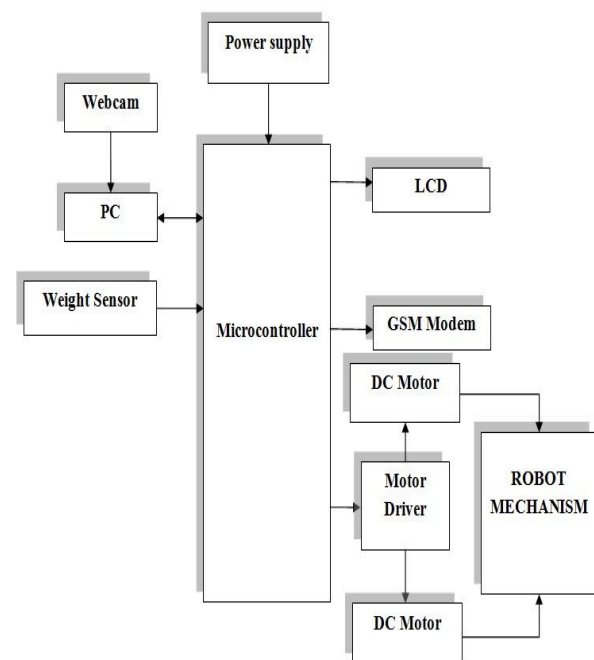 Power supply
Webcam
LCD
PC
Weight Sensor
Microcontroller
GSM Modem
DC Motor
Motor
Driver
ROBOT
MECHANISM
DC Motor